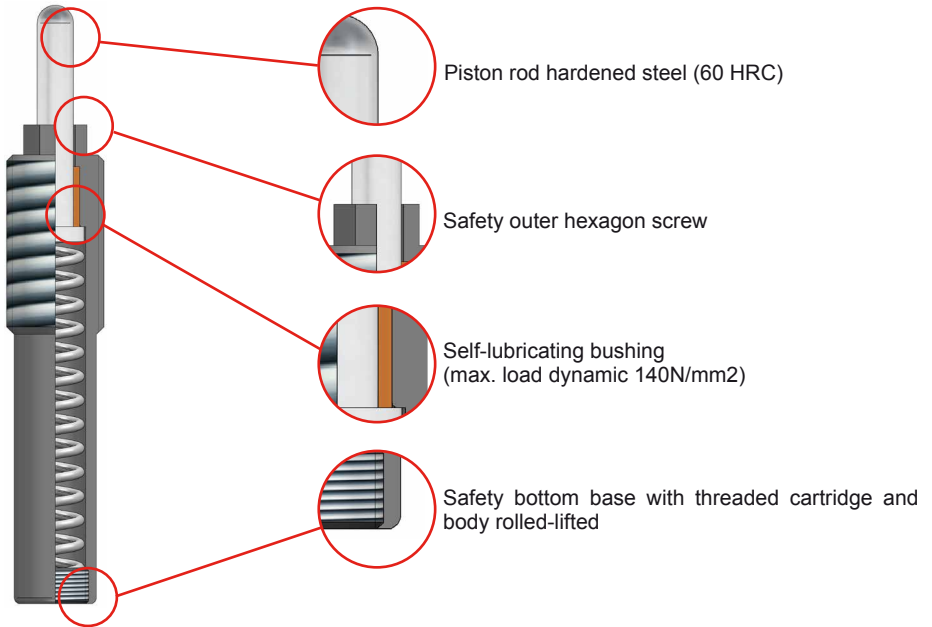 Piston rod hardened steel (60 HRC)
Safety outer hexagon screw
Self-lubricating bushing
(max. load dynamic 140N/mm2)
Safety bottom base with threaded cartridge and
body rolled-lifted